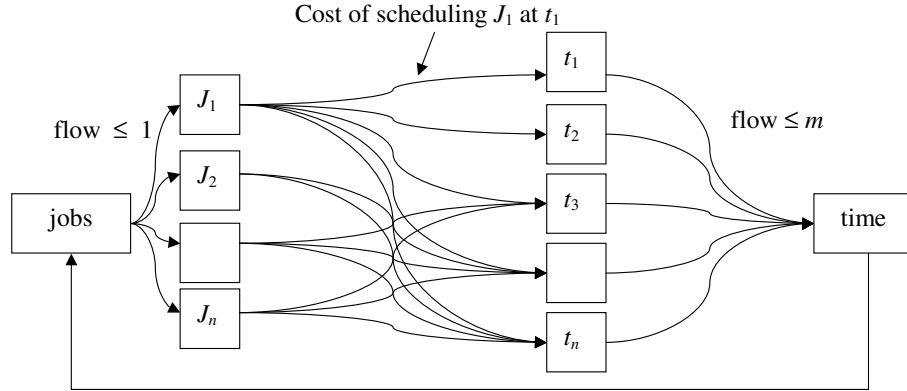 Cost of scheduling J₁ at t₁
t₁
J₁
flow ≤ 1
t₂
flow ≤ m
J₂
t₃
jobs
time
Jₙ
tₙ